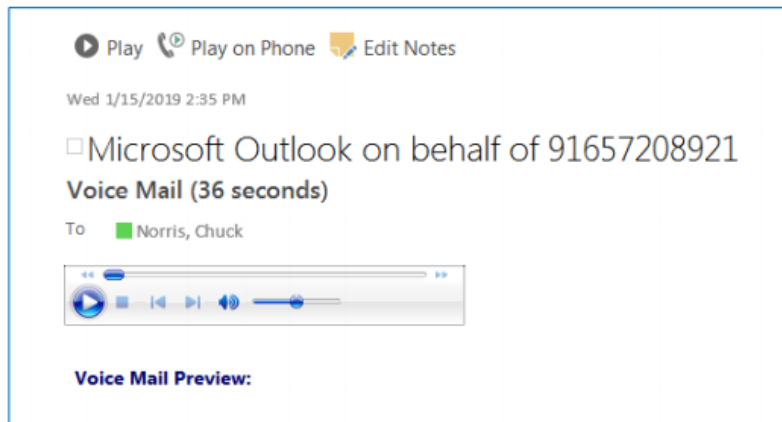 Play Play on Phone Edit Notes
Wed 1/15/2019 2:35 PM
Microsoft Outlook on behalf of 91657208921
Voice Mail (36 seconds)
To Norris, Chuck
Voice Mail Preview: